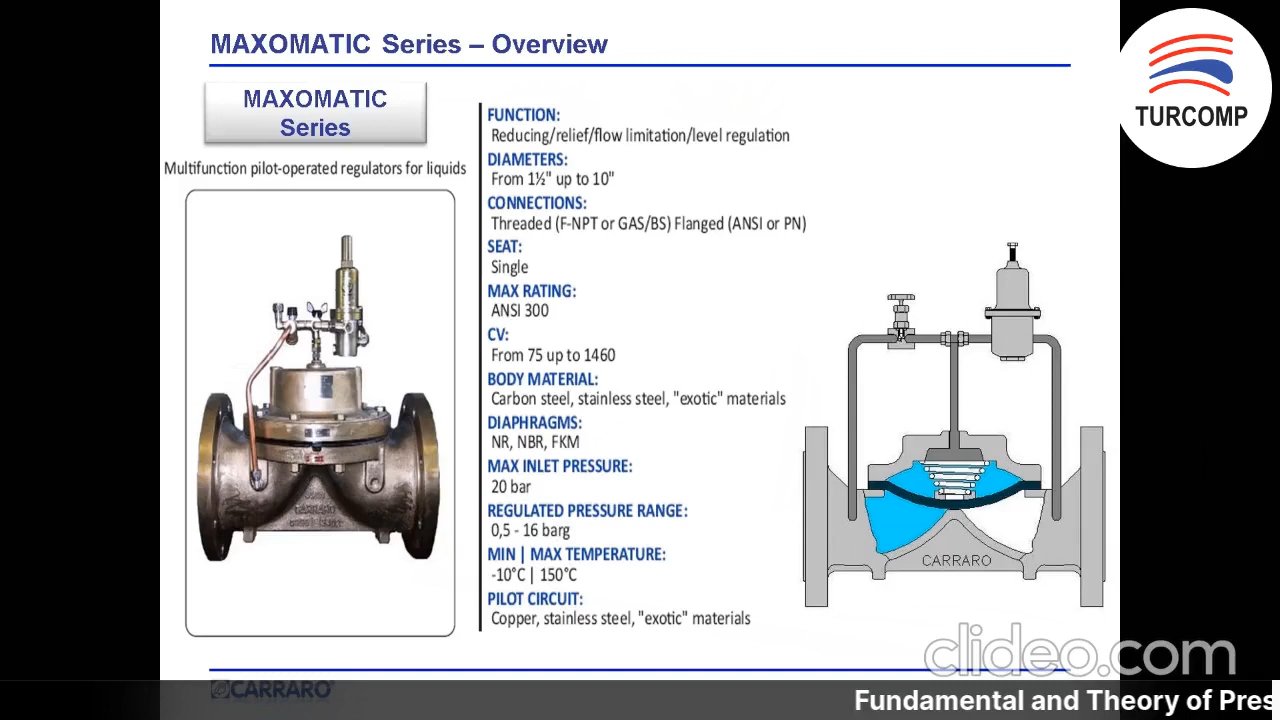 MAXOMATIC Series – Overview
TURCOMP
MAXOMATIC
Series
Multifunction pilot-operated regulators for liquids
FUNCTION:
Reducing/relief/flow limitation/level regulation
DIAMETERS:
From 1½" up to 10"
CONNECTIONS:
Threaded (F-NPT or GAS/BS) Flanged (ANSI or PN)
SEAT:
Single
MAX RATING:
ANSI 300
CV:
From 75 up to 1460
BODY MATERIAL:
Carbon steel, stainless steel, "exotic" materials
DIAPHRAGMS:
NR, NBR, FKM
MAX INLET PRESSURE:
20 bar
REGULATED PRESSURE RANGE:
0,5 - 16 barg
MIN | MAX TEMPERATURE:
-10°C | 150°C
PILOT CIRCUIT:
Copper, stainless steel, "exotic" materials
CARRARO
CARRARO
clideo.com
CARRARO®
Fundamental and Theory of Pres